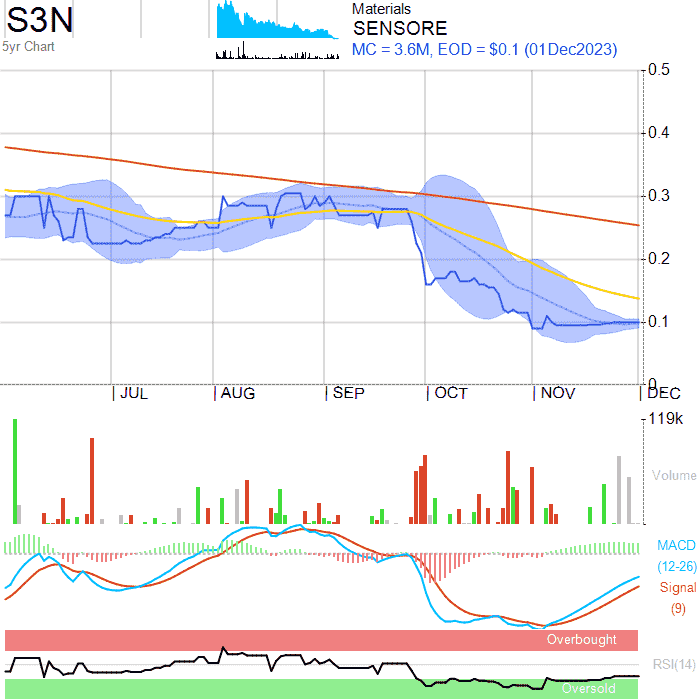 S3N
5yr Chart
Materials
SENSORE
MC = 3.6M, EOD = $0.1 (01Dec2023)
0.5
0.4
0.3
0.2
0.1
0
JUL AUG SEP OCT NOV DEC
119k
Volume
MACD
(12-26)
Signal
(9)
Overbought
RSI(14)
Oversold